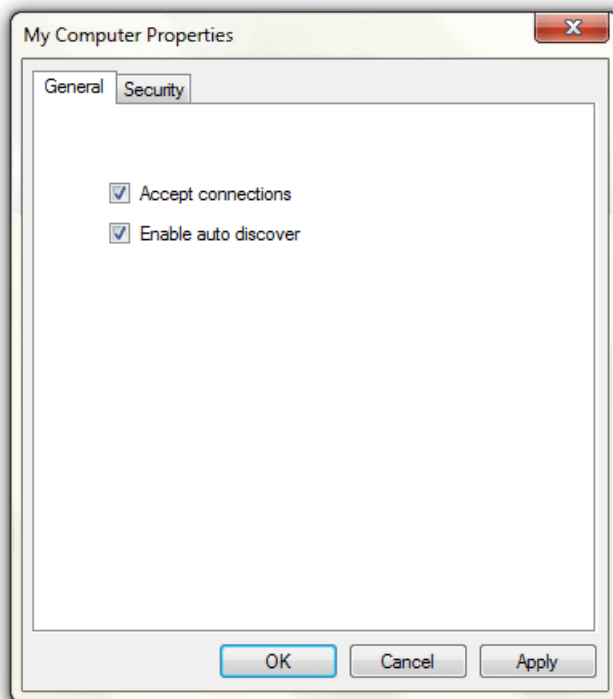 My Computer Properties
General Security
Accept connections
Enable auto discover
OK Cancel Apply